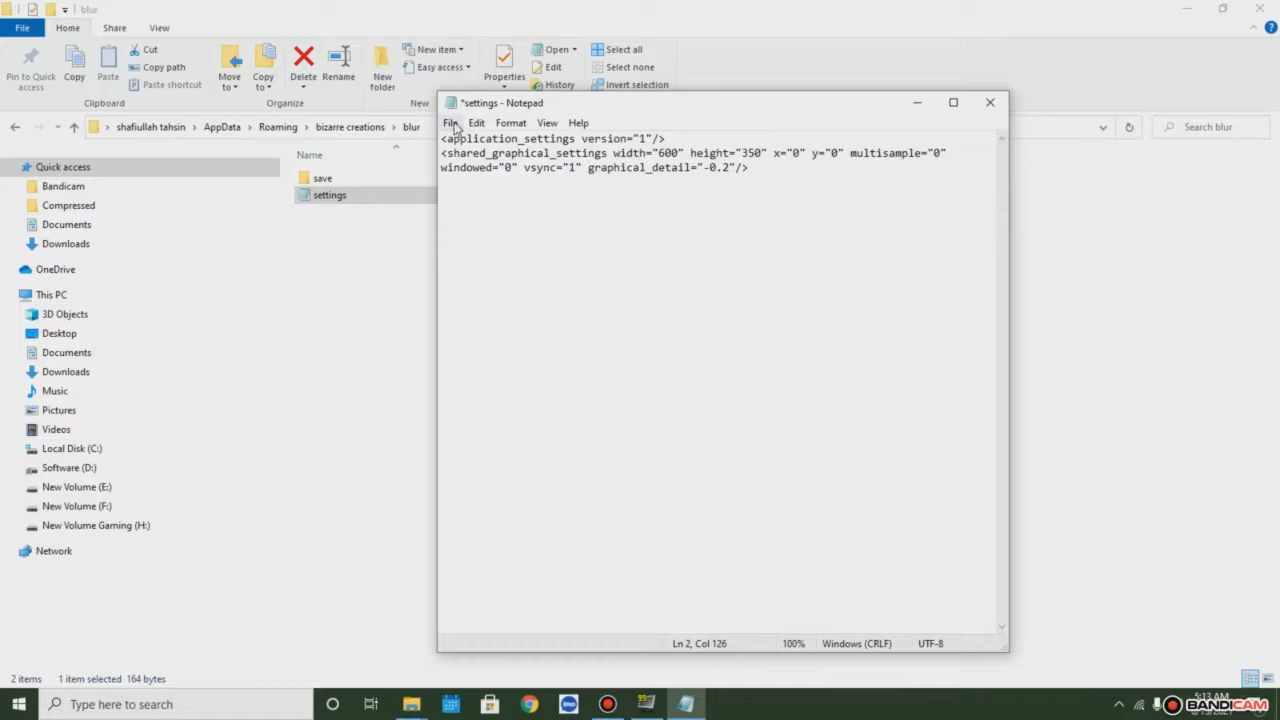 blur
File Home Share View
Pin to Quick access
Copy
Paste
Cut
Copy path
Paste shortcut
Clipboard
Move to
Copy to
Delete
Rename
Organize
New folder
New item
Easy access
New
Properties
Open
Edit
History
Select all
Select none
Invert selection
shafiullah tahsin > AppData > Roaming > bizarre creations > blur
Search blur
Quick access
Bandicam
Compressed
Documents
Downloads
OneDrive
This PC
3D Objects
Desktop
Documents
Downloads
Music
Pictures
Videos
Local Disk (C:)
Software (D:)
New Volume (E:)
New Volume (F:)
New Volume Gaming (H:)
Network
Name
save
settings
*settings - Notepad
File Edit Format View Help
<application_settings version="1"/>
<shared_graphical_settings width="600" height="350" x="0" y="0" multisample="0"
windowed="0" vsync="1" graphical_detail="-0.2"/>
Ln 2, Col 126 100% Windows (CRLF) UTF-8
2 items 1 item selected 164 bytes
Type here to search
imo
99
5:13 AM
BANDICAM